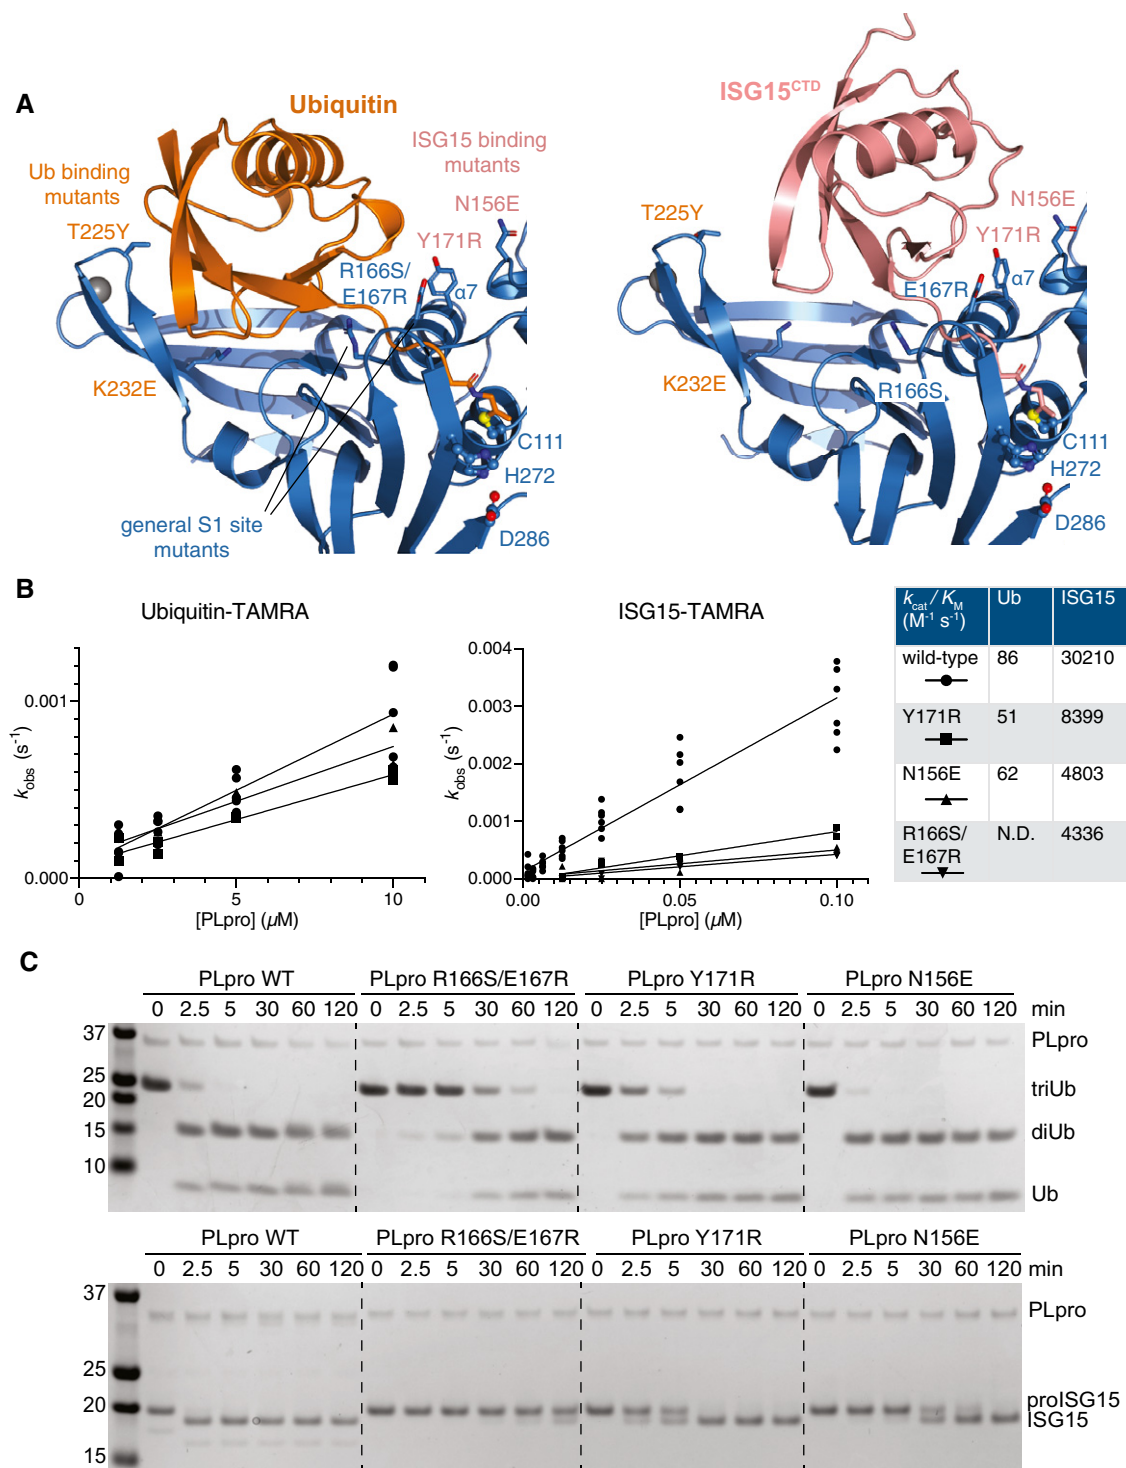 A
Ubiquitin
ISG15 binding
mutants
Ub binding
mutants
N156E
T225Y
Y171R
R166S/
E167R
α7
K232E
C111
H272
general S1 site
mutants
D286
ISG15CTD
N156E
T225Y
Y171R
E167R
α7
K232E
R166S
C111
H272
D286
B
Ubiquitin-TAMRA
0.001
0.000
kobs (s-1)
0 5 10
[PLpro] (µM)
ISG15-TAMRA
0.004
0.003
0.002
0.001
0.000
kobs (s-1)
0.00 0.05 0.10
[PLpro] (µM)
kcat / KM (M-1 s-1) Ub ISG15
wild-type 86 30210
Y171R 51 8399
N156E 62 4803
R166S/ E167R N.D. 4336
C
PLpro WT PLpro R166S/E167R PLpro Y171R PLpro N156E
0 2.5 5 30 60 120 0 2.5 5 30 60 120 0 2.5 5 30 60 120 0 2.5 5 30 60 120 min
37
25
20
15
10
PLpro
triUb
diUb
Ub
PLpro WT PLpro R166S/E167R PLpro Y171R PLpro N156E
0 2.5 5 30 60 120 0 2.5 5 30 60 120 0 2.5 5 30 60 120 0 2.5 5 30 60 120 min
37
25
20
15
PLpro
proISG15
ISG15